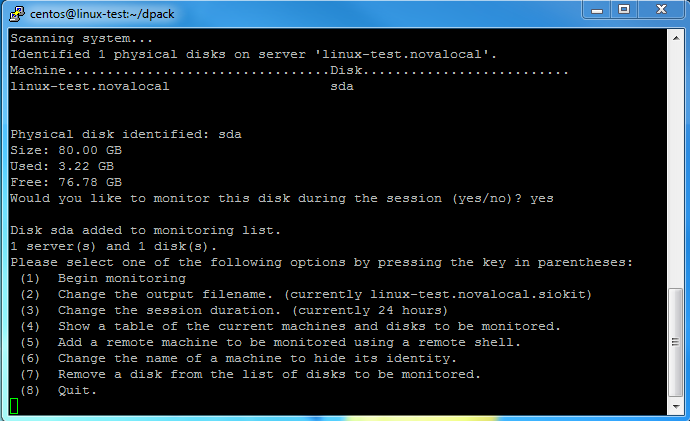 centos@linux-test:~/dpack
Scanning system...
Identified 1 physical disks on server 'linux-test.novalocal'.
Machine................................Disk.........................
linux-test.novalocal                   sda
Physical disk identified: sda
Size: 80.00 GB
Used: 3.22 GB
Free: 76.78 GB
Would you like to monitor this disk during the session (yes/no)? yes
Disk sda added to monitoring list.
1 server(s) and 1 disk(s).
Please select one of the following options by pressing the key in parentheses:
(1)  Begin monitoring
(2)  Change the output filename. (currently linux-test.novalocal.siokit)
(3)  Change the session duration. (currently 24 hours)
(4)  Show a table of the current machines and disks to be monitored.
(5)  Add a remote machine to be monitored using a remote shell.
(6)  Change the name of a machine to hide its identity.
(7)  Remove a disk from the list of disks to be monitored.
(8)  Quit.